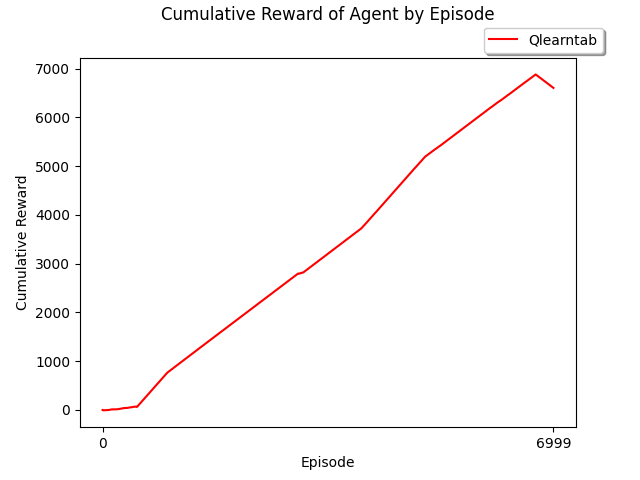 Cumulative Reward of Agent by Episode
Qlearntab
7000
6000
5000
4000
3000
2000
1000
0
Cumulative Reward
0 6999
Episode